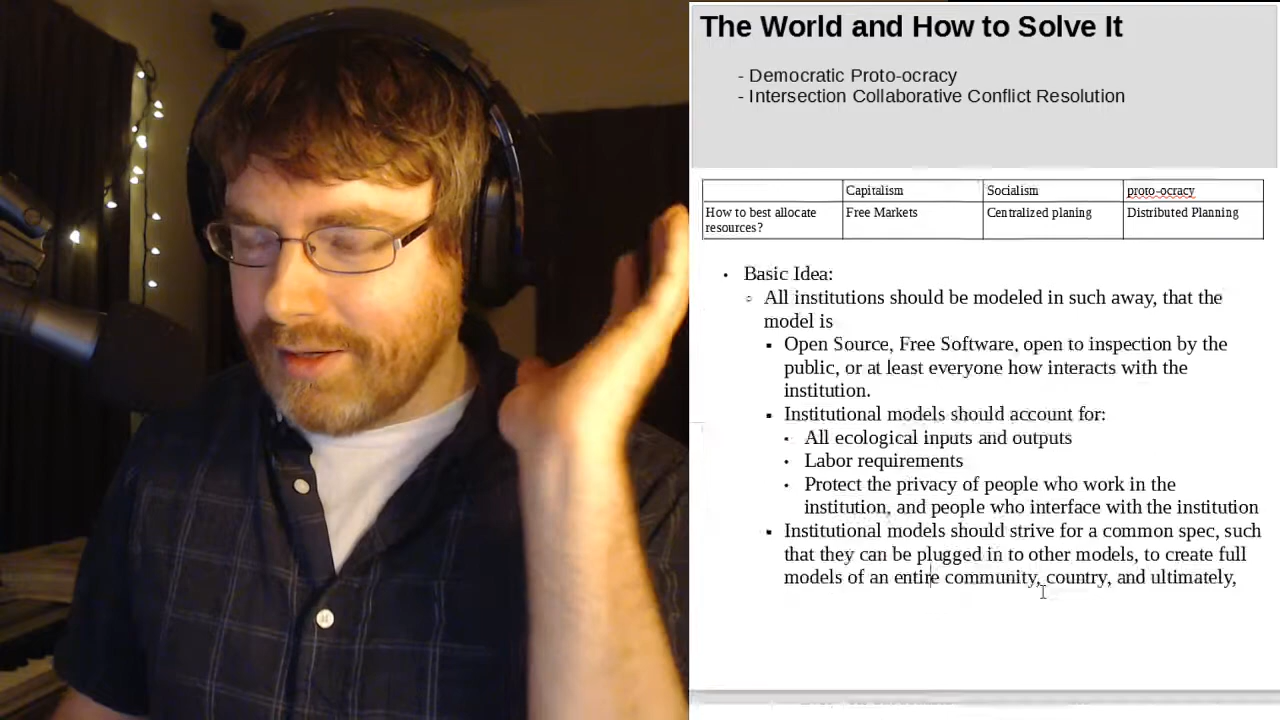 The World and How to Solve It
- Democratic Proto-ocracy
- Intersection Collaborative Conflict Resolution
Capitalism Socialism proto-ocracy
How to best allocate resources? Free Markets Centralized planing Distributed Planning
• Basic Idea:
◦ All institutions should be modeled in such away, that the
model is
▪ Open Source, Free Software, open to inspection by the
public, or at least everyone how interacts with the
institution.
▪ Institutional models should account for:
• All ecological inputs and outputs
• Labor requirements
• Protect the privacy of people who work in the
institution, and people who interface with the institution
▪ Institutional models should strive for a common spec, such
that they can be plugged in to other models, to create full
models of an entire community, country, and ultimately,